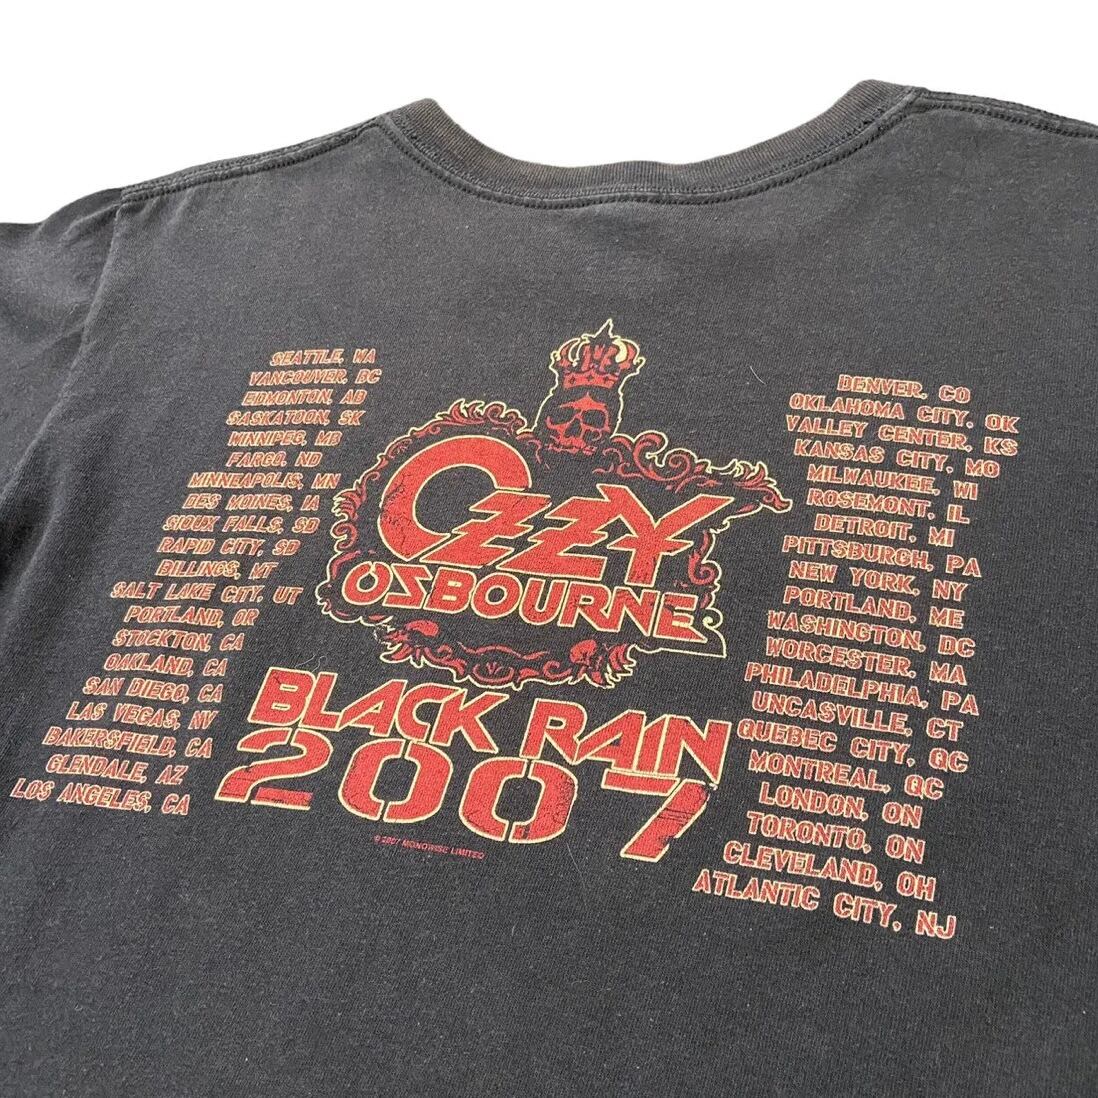 SEATTLE, WA
VANCOUVER, BC
EDMONTON, AB
SASKATOON, SK
WINNIPEG, MB
FARGO, ND
MINNEAPOLIS, MN
DES MOINES, IA
SIOUX FALLS, SD
RAPID CITY, SD
BILLINGS, MT
SALT LAKE CITY, UT
PORTLAND, OR
STOCKTON, CA
OAKLAND, CA
SAN DIEGO, CA
LAS VEGAS, NV
BAKERSFIELD, CA
GLENDALE, AZ
LOS ANGELES, CA
OZZY
OSBOURNE
BLACK RAIN
2007
© 2007 MONOWISE LIMITED
DENVER, CO
OKLAHOMA CITY, OK
VALLEY CENTER, KS
KANSAS CITY, MO
MILWAUKEE, WI
ROSEMONT, IL
DETROIT, MI
PITTSBURGH, PA
NEW YORK, NY
PORTLAND, ME
WASHINGTON, DC
WORCESTER, MA
PHILADELPHIA, PA
UNCASVILLE, CT
QUEBEC CITY, QC
MONTREAL, QC
LONDON, ON
TORONTO, ON
CLEVELAND, OH
ATLANTIC CITY, NJ